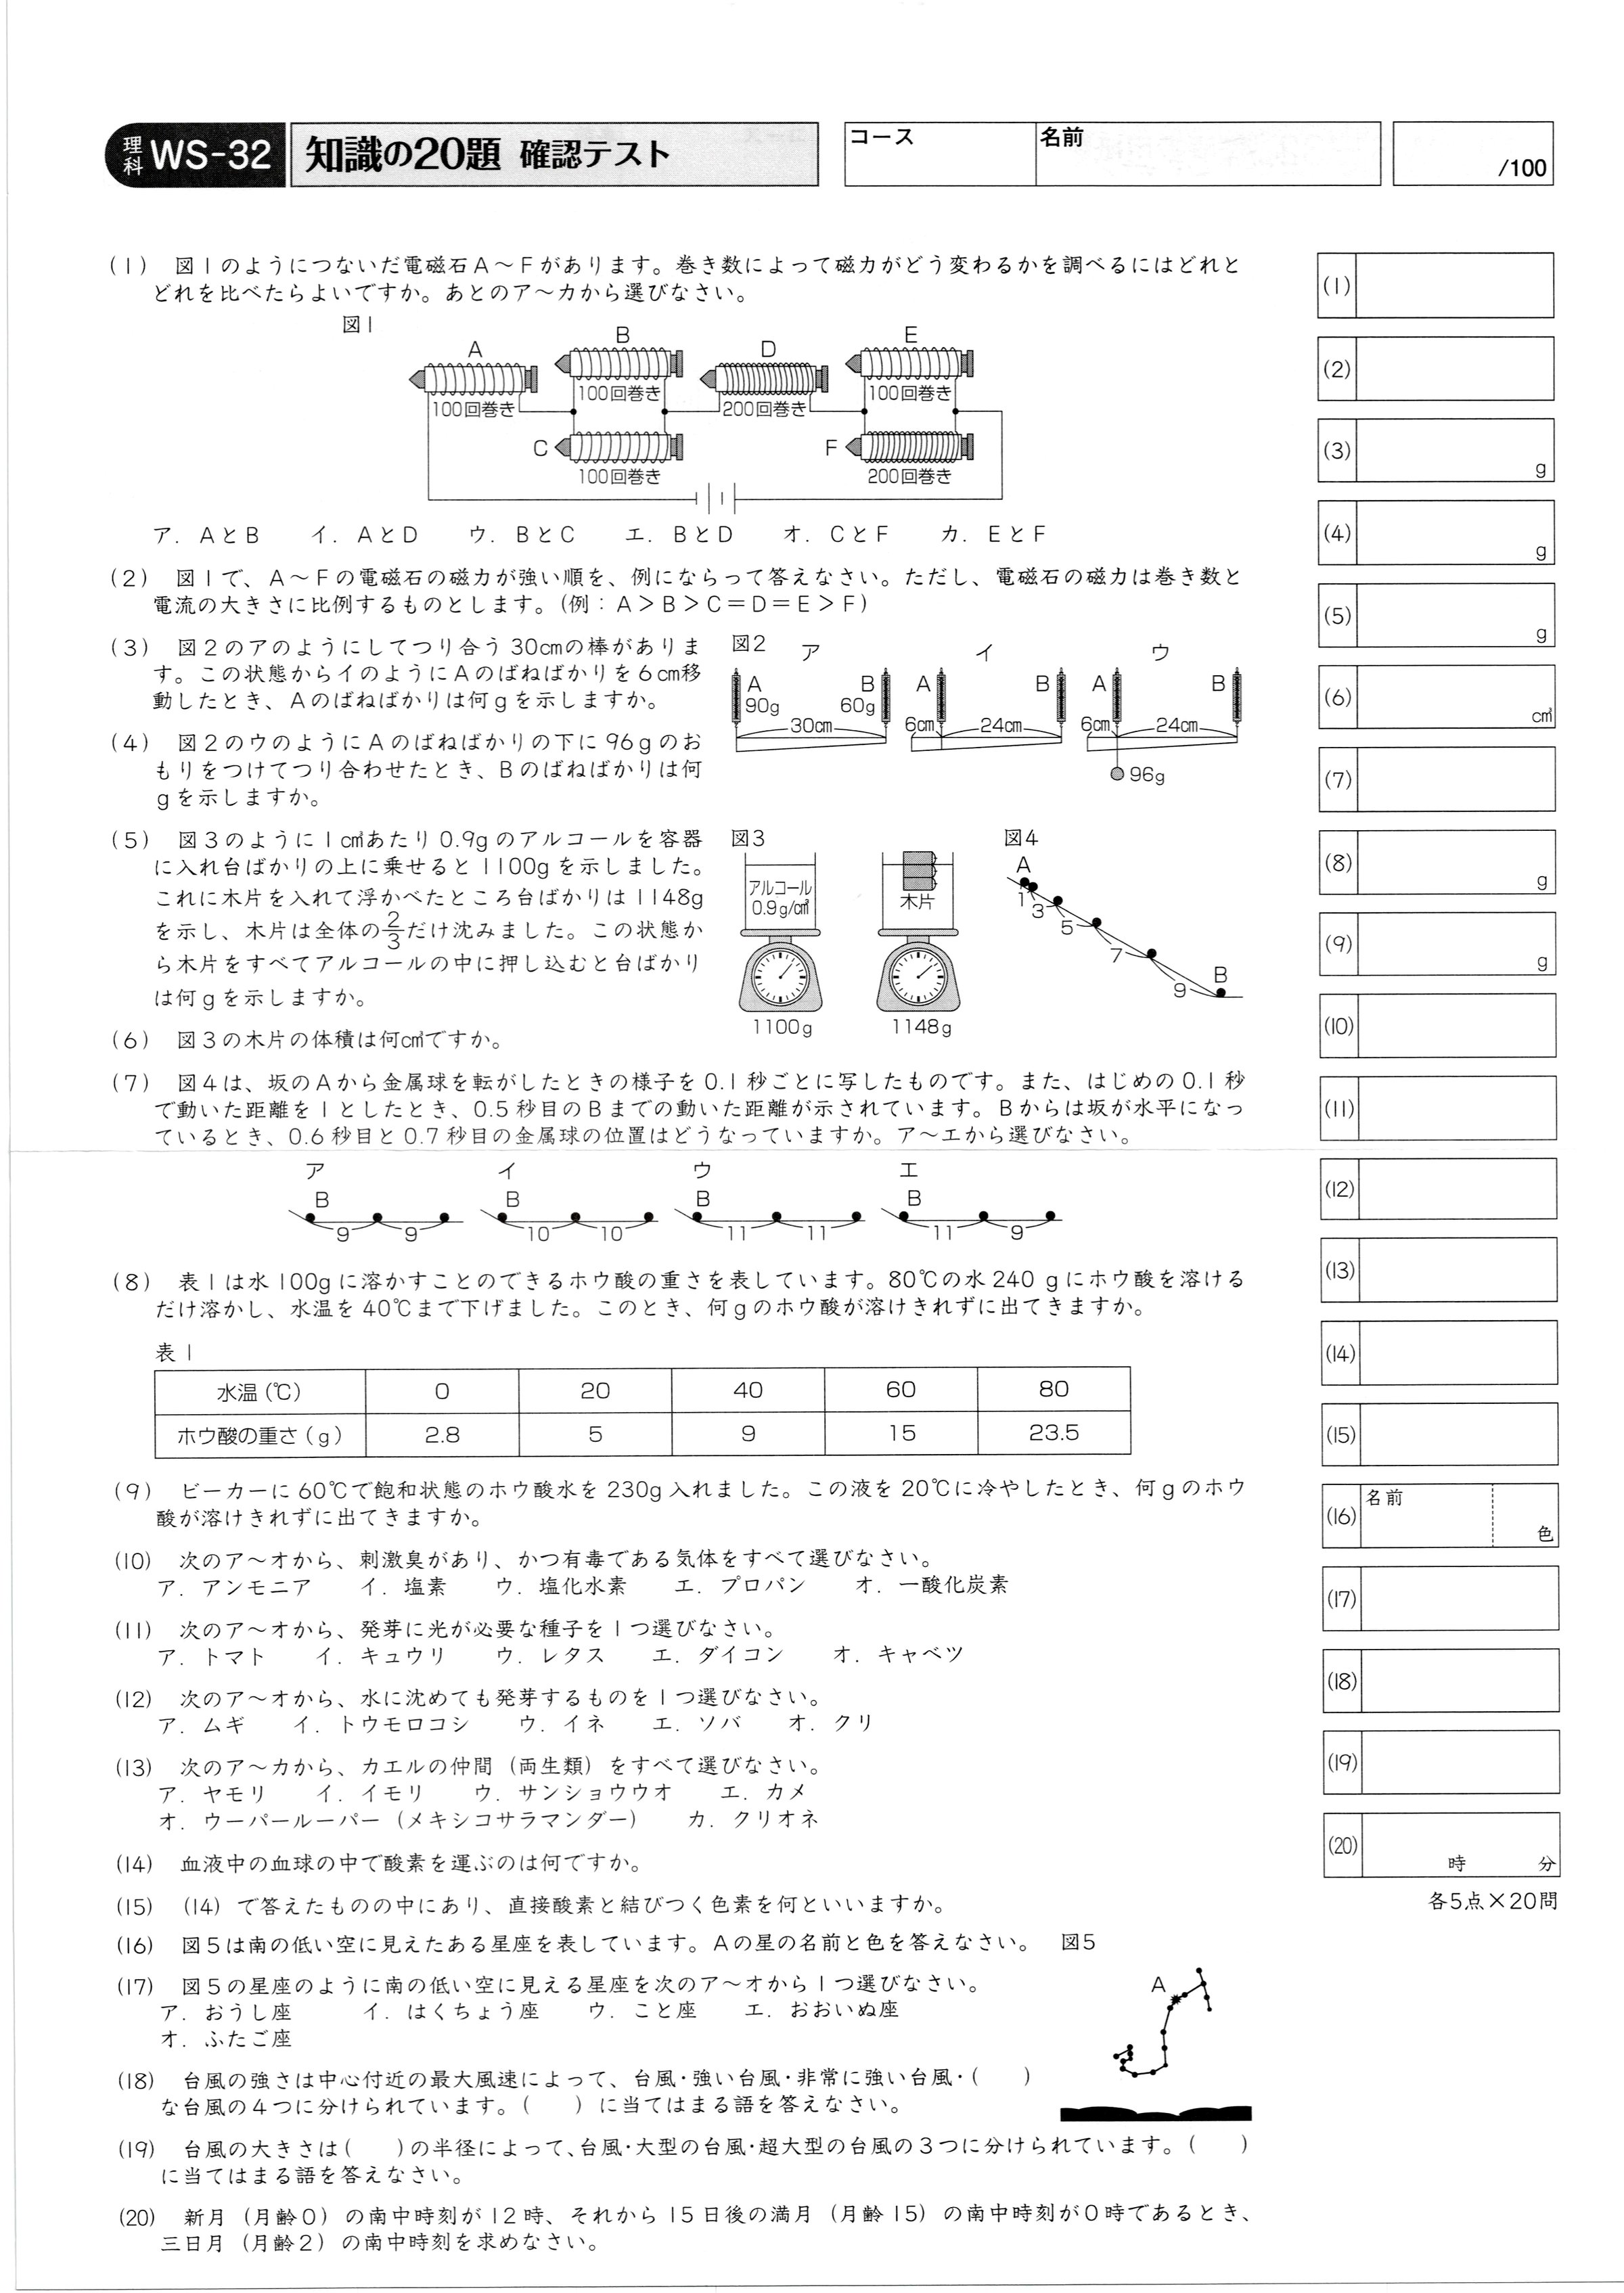 理科 WS-32 知識の20題 確認テスト
コース 名前 /100
(1) 図1のようにつないだ電磁石A～Fがあります。巻き数によって磁力がどう変わるかを調べるにはどれと
どれを比べたらよいですか。あとのア～カから選びなさい。
図1
A B D E
100回巻き 100回巻き 200回巻き 100回巻き
C F
100回巻き 200回巻き
ア．AとB イ．AとD ウ．BとC エ．BとD オ．CとF カ．EとF
(2) 図1で、A～Fの電磁石の磁力が強い順を、例にならって答えなさい。ただし、電磁石の磁力は巻き数と
電流の大きさに比例するものとします。（例：A＞B＞C＝D＝E＞F）
(3) 図2のアのようにしてつり合う30cmの棒がありま
す。この状態からイのようにAのばねばかりを6cm移
動したとき、Aのばねばかりは何gを示しますか。
(4) 図2のウのようにAのばねばかりの下に96gのお
もりをつけてつり合わせたとき、Bのばねばかりは何
gを示しますか。
図2
ア イ ウ
A B A B A B
90g 60g
30cm 6cm 24cm 6cm 24cm
96g
(5) 図3のように1cm³あたり0.9gのアルコールを容器
に入れ台ばかりの上に乗せると1100gを示しました。
これに木片を入れて浮かべたところ台ばかりは1148g
を示し、木片は全体の2/3だけ沈みました。この状態か
ら木片をすべてアルコールの中に押し込むと台ばかり
は何gを示しますか。
(6) 図3の木片の体積は何cm³ですか。
図3
アルコール
0.9g/cm³
木片
1100g 1148g
図4
A
1
3
5
7
9
B
(7) 図4は、坂のAから金属球を転がしたときの様子を0.1秒ごとに写したものです。また、はじめの0.1秒
で動いた距離を1としたとき、0.5秒目のBまでの動いた距離が示されています。Bからは坂が水平になっ
ているとき、0.6秒目と0.7秒目の金属球の位置はどうなっていますか。ア～エから選びなさい。
ア イ ウ エ
B B B B
9 9 10 10 11 11 11 9
(8) 表1は水100gに溶かすことのできるホウ酸の重さを表しています。80℃の水240gにホウ酸を溶ける
だけ溶かし、水温を40℃まで下げました。このとき、何gのホウ酸が溶けきれずに出てきますか。
表1
水温(℃) 0 20 40 60 80
ホウ酸の重さ(g) 2.8 5 9 15 23.5
(9) ビーカーに60℃で飽和状態のホウ酸水を230g入れました。この液を20℃に冷やしたとき、何gのホウ
酸が溶けきれずに出てきますか。
(10) 次のア～オから、刺激臭があり、かつ有毒である気体をすべて選びなさい。
ア．アンモニア イ．塩素 ウ．塩化水素 エ．プロパン オ．一酸化炭素
(11) 次のア～オから、発芽に光が必要な種子を1つ選びなさい。
ア．トマト イ．キュウリ ウ．レタス エ．ダイコン オ．キャベツ
(12) 次のア～オから、水に沈めても発芽するものを1つ選びなさい。
ア．ムギ イ．トウモロコシ ウ．イネ エ．ソバ オ．クリ
(13) 次のア～カから、カエルの仲間（両生類）をすべて選びなさい。
ア．ヤモリ イ．イモリ ウ．サンショウウオ エ．カメ
オ．ウーパールーパー（メキシコサラマンダー） カ．クリオネ
(14) 血液中の血球の中で酸素を運ぶのは何ですか。
(15) (14)で答えたものの中にあり、直接酸素と結びつく色素を何といいますか。
(16) 図5は南の低い空に見えたある星座を表しています。Aの星の名前と色を答えなさい。 図5
(17) 図5の星座のように南の低い空に見える星座を次のア～オから1つ選びなさい。
ア．おうし座 イ．はくちょう座 ウ．こと座 エ．おおいぬ座
オ．ふたご座
A
(18) 台風の強さは中心付近の最大風速によって、台風・強い台風・非常に強い台風・（　　）
な台風の4つに分けられています。（　　）に当てはまる語を答えなさい。
(19) 台風の大きさは（　　）の半径によって、台風・大型の台風・超大型の台風の3つに分けられています。（　　）
に当てはまる語を答えなさい。
(20) 新月（月齢0）の南中時刻が12時、それから15日後の満月（月齢15）の南中時刻が0時であるとき、
三日月（月齢2）の南中時刻を求めなさい。
(1)
(2)
(3) g
(4) g
(5) g
(6) cm³
(7)
(8) g
(9) g
(10)
(11)
(12)
(13)
(14)
(15)
(16) 名前 色
(17)
(18)
(19)
(20) 時 分
各5点×20問